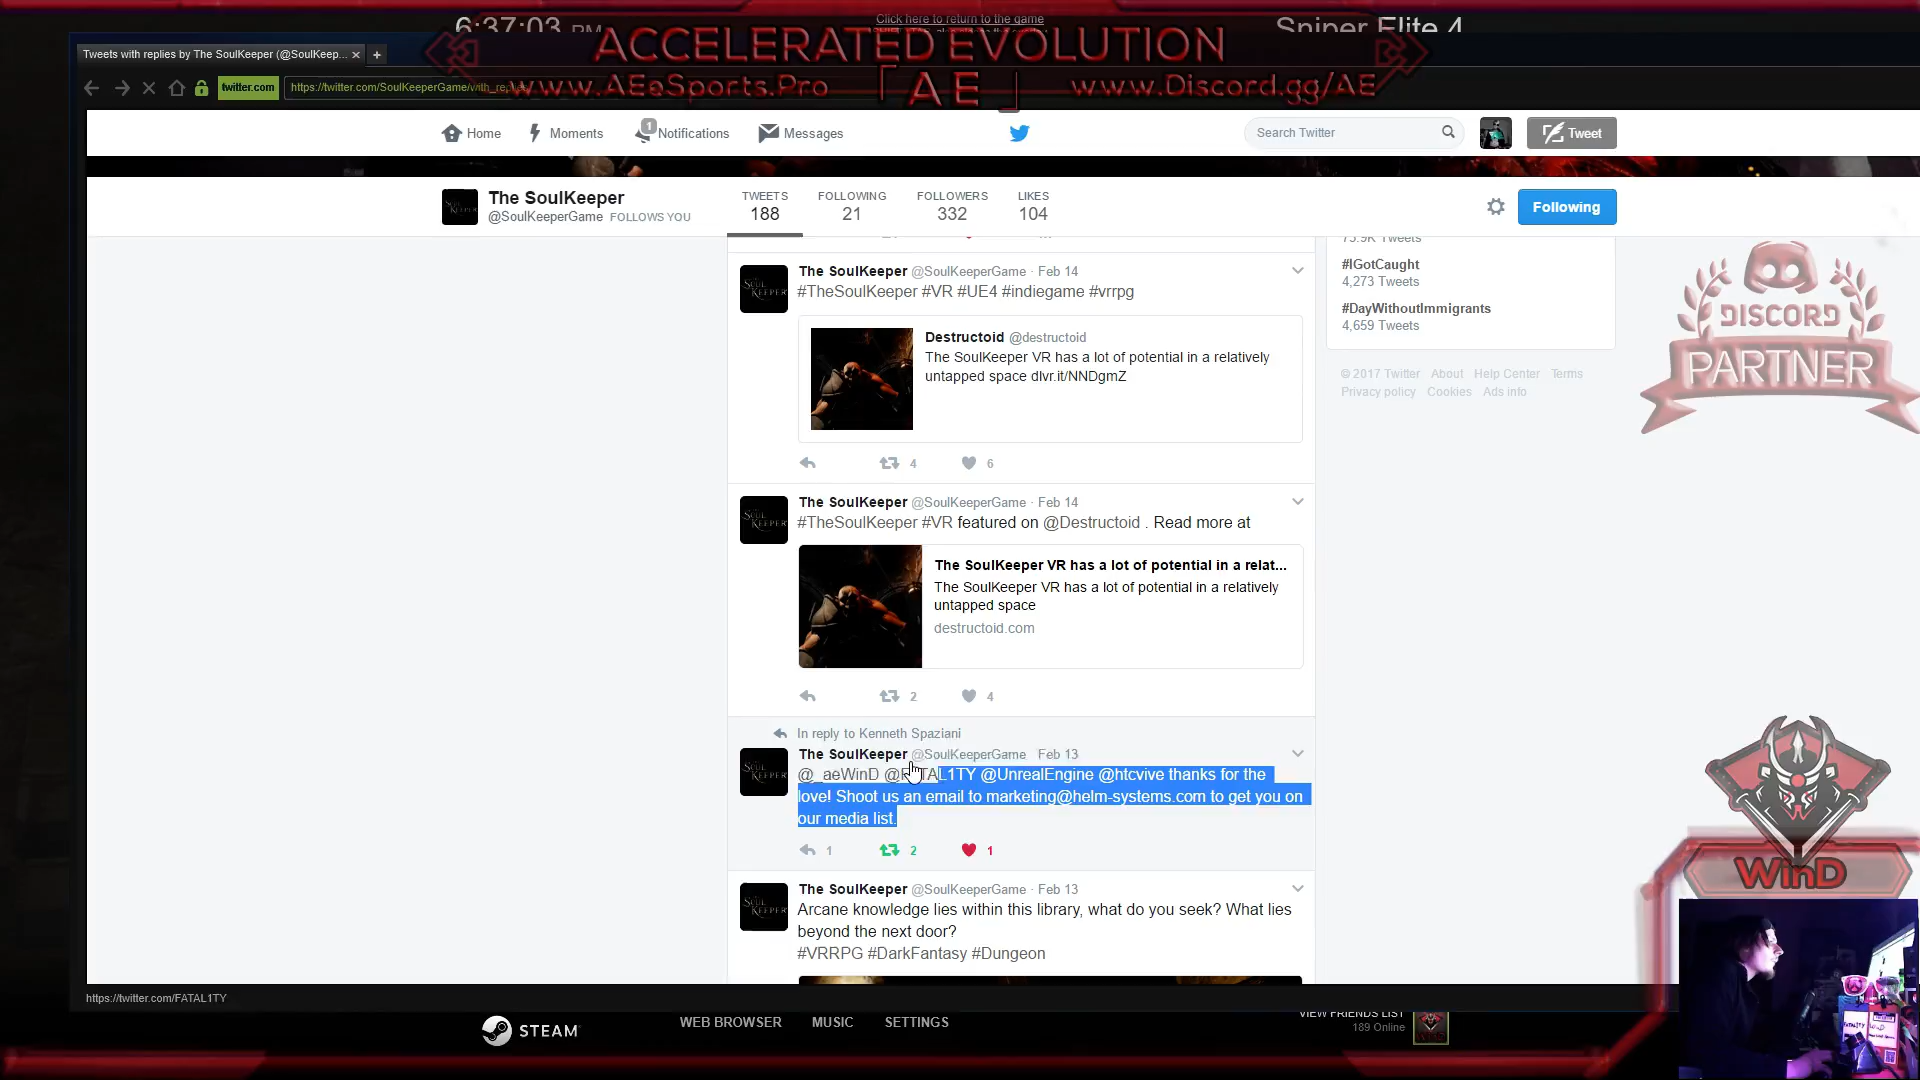 6:37:03 PM
Click here to return to the game
Sniper Elite 4
ACCELERATED EVOLUTION
www.AEeSports.Pro
[AE]
www.Discord.gg/AE
Tweets with replies by The SoulKeeper (@SoulKeep...
twitter.com
https://twitter.com/SoulKeeperGame/with_replies
Home
Moments
1
Notifications
Messages
Search Twitter
Tweet
The SoulKeeper
@SoulKeeperGame FOLLOWS YOU
TWEETS
188
FOLLOWING
21
FOLLOWERS
332
LIKES
104
Following
The SoulKeeper @SoulKeeperGame · Feb 14
#TheSoulKeeper #VR #UE4 #indiegame #vrrpg
Destructoid @destructoid
The SoulKeeper VR has a lot of potential in a relatively
untapped space dlvr.it/NNDgmZ
4
6
The SoulKeeper @SoulKeeperGame · Feb 14
#TheSoulKeeper #VR featured on @Destructoid . Read more at
The SoulKeeper VR has a lot of potential in a relat...
The SoulKeeper VR has a lot of potential in a relatively
untapped space
destructoid.com
2
4
In reply to Kenneth Spaziani
The SoulKeeper @SoulKeeperGame · Feb 13
@_aeWinD @FATAL1TY @UnrealEngine @htcvive thanks for the
love! Shoot us an email to marketing@helm-systems.com to get you on
our media list.
1
2
1
The SoulKeeper @SoulKeeperGame · Feb 13
Arcane knowledge lies within this library, what do you seek? What lies
beyond the next door?
#VRRPG #DarkFantasy #Dungeon
73.9K Tweets
#IGotCaught
4,273 Tweets
#DayWithoutImmigrants
4,659 Tweets
© 2017 Twitter About Help Center Terms
Privacy policy Cookies Ads info
DISCORD
PARTNER
WinD
https://twitter.com/FATAL1TY
STEAM
WEB BROWSER
MUSIC
SETTINGS
VIEW FRIENDS LIST
189 Online